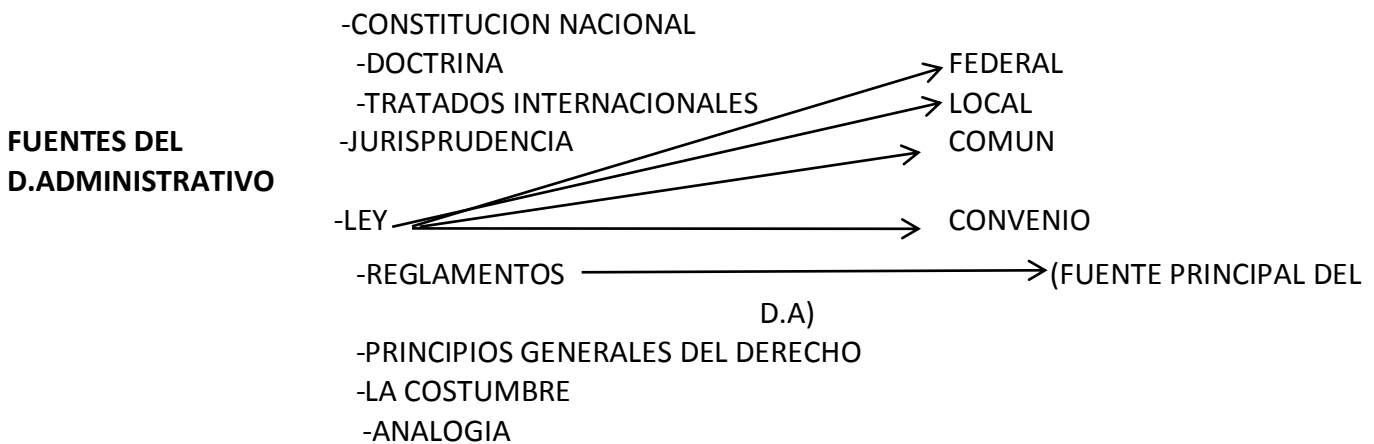 -CONSTITUCION NACIONAL
-DOCTRINA
FEDERAL
-TRATADOS INTERNACIONALES
LOCAL
FUENTES DEL
D.ADMINISTRATIVO
-JURISPRUDENCIA
COMUN
-LEY
CONVENIO
-REGLAMENTOS
(FUENTE PRINCIPAL DEL
D.A)
-PRINCIPIOS GENERALES DEL DERECHO
-LA COSTUMBRE
-ANALOGIA